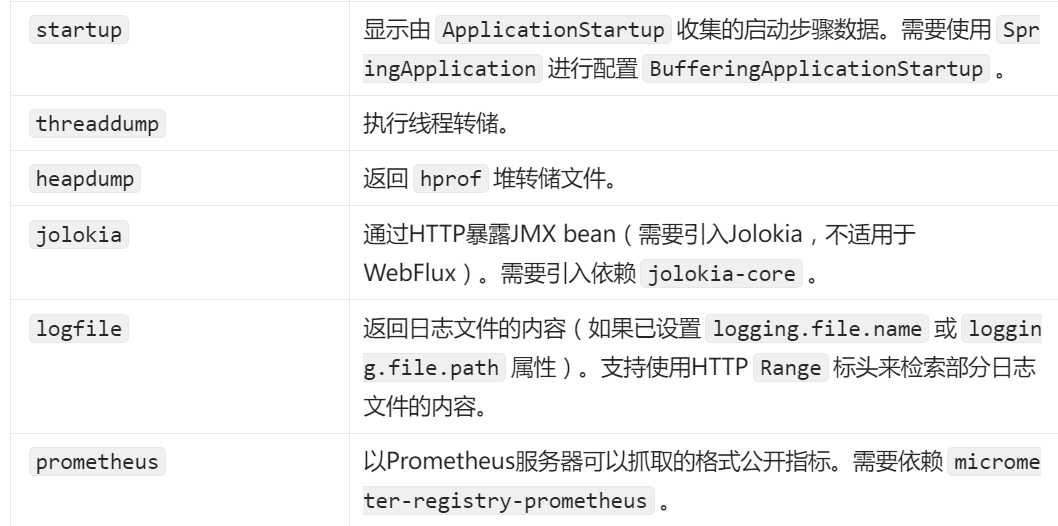 startup
显示由 ApplicationStartup 收集的启动步骤数据。需要使用 Spr
ingApplication 进行配置 BufferingApplicationStartup 。
threaddump
执行线程转储。
heapdump
返回 hprof 堆转储文件。
jolokia
通过HTTP暴露JMX bean（需要引入Jolokia，不适用于
WebFlux）。需要引入依赖 jolokia-core 。
logfile
返回日志文件的内容（如果已设置 logging.file.name 或 loggin
g.file.path 属性）。支持使用HTTP Range 标头来检索部分日志
文件的内容。
prometheus
以Prometheus服务器可以抓取的格式公开指标。需要依赖 microme
ter-registry-prometheus 。